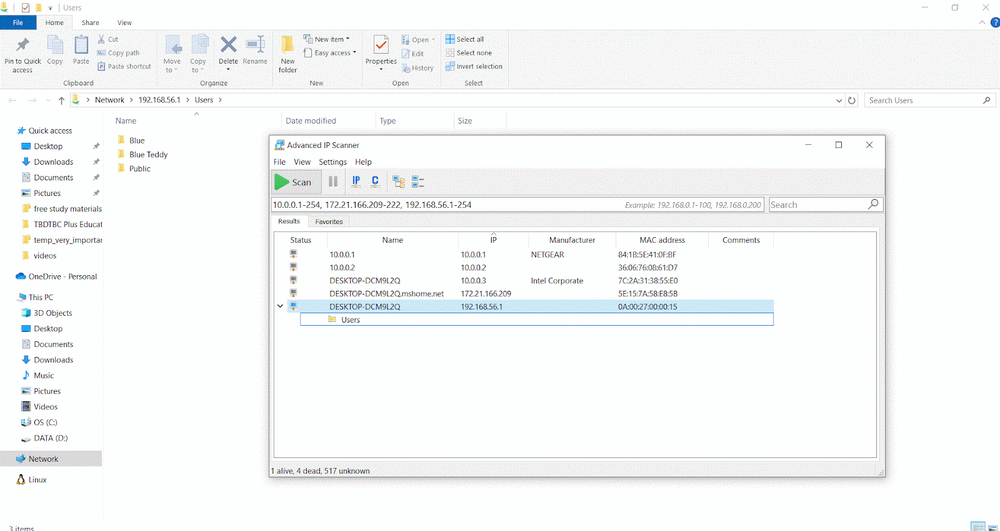 Users
File Home Share View
Pin to Quick access
Copy
Paste
Cut
Copy path
Paste shortcut
Clipboard
Move to
Copy to
Delete
Rename
Organize
New folder
New item
Easy access
New
Properties
Open
Edit
History
Open
Select all
Select none
Invert selection
Select
Network > 192.168.56.1 > Users >
Search Users
Name Date modified Type Size
Blue
Blue Teddy
Public
Quick access
Desktop
Downloads
Documents
Pictures
free study materials
TBDTBC Plus Educat
temp_very_importar
videos
OneDrive - Personal
This PC
3D Objects
Desktop
Documents
Downloads
Music
Pictures
Videos
OS (C:)
DATA (D:)
Network
Linux
3 items
Advanced IP Scanner
File View Settings Help
Scan IP C
10.0.0.1-254, 172.21.166.209-222, 192.168.56.1-254 Example: 192.168.0.1-100, 192.168.0.200 Search
Results Favorites
Status Name IP Manufacturer MAC address Comments
10.0.0.1 10.0.0.1 NETGEAR 84:1B:5E:41:0F:BF
10.0.0.2 10.0.0.2 36:06:76:08:61:D7
DESKTOP-DCM9L2Q 10.0.0.3 Intel Corporate 7C:2A:31:38:55:E0
DESKTOP-DCM9L2Q.mshome.net 172.21.166.209 5E:15:7A:58:E8:5B
DESKTOP-DCM9L2Q 192.168.56.1 0A:00:27:00:00:15
Users
1 alive, 4 dead, 517 unknown